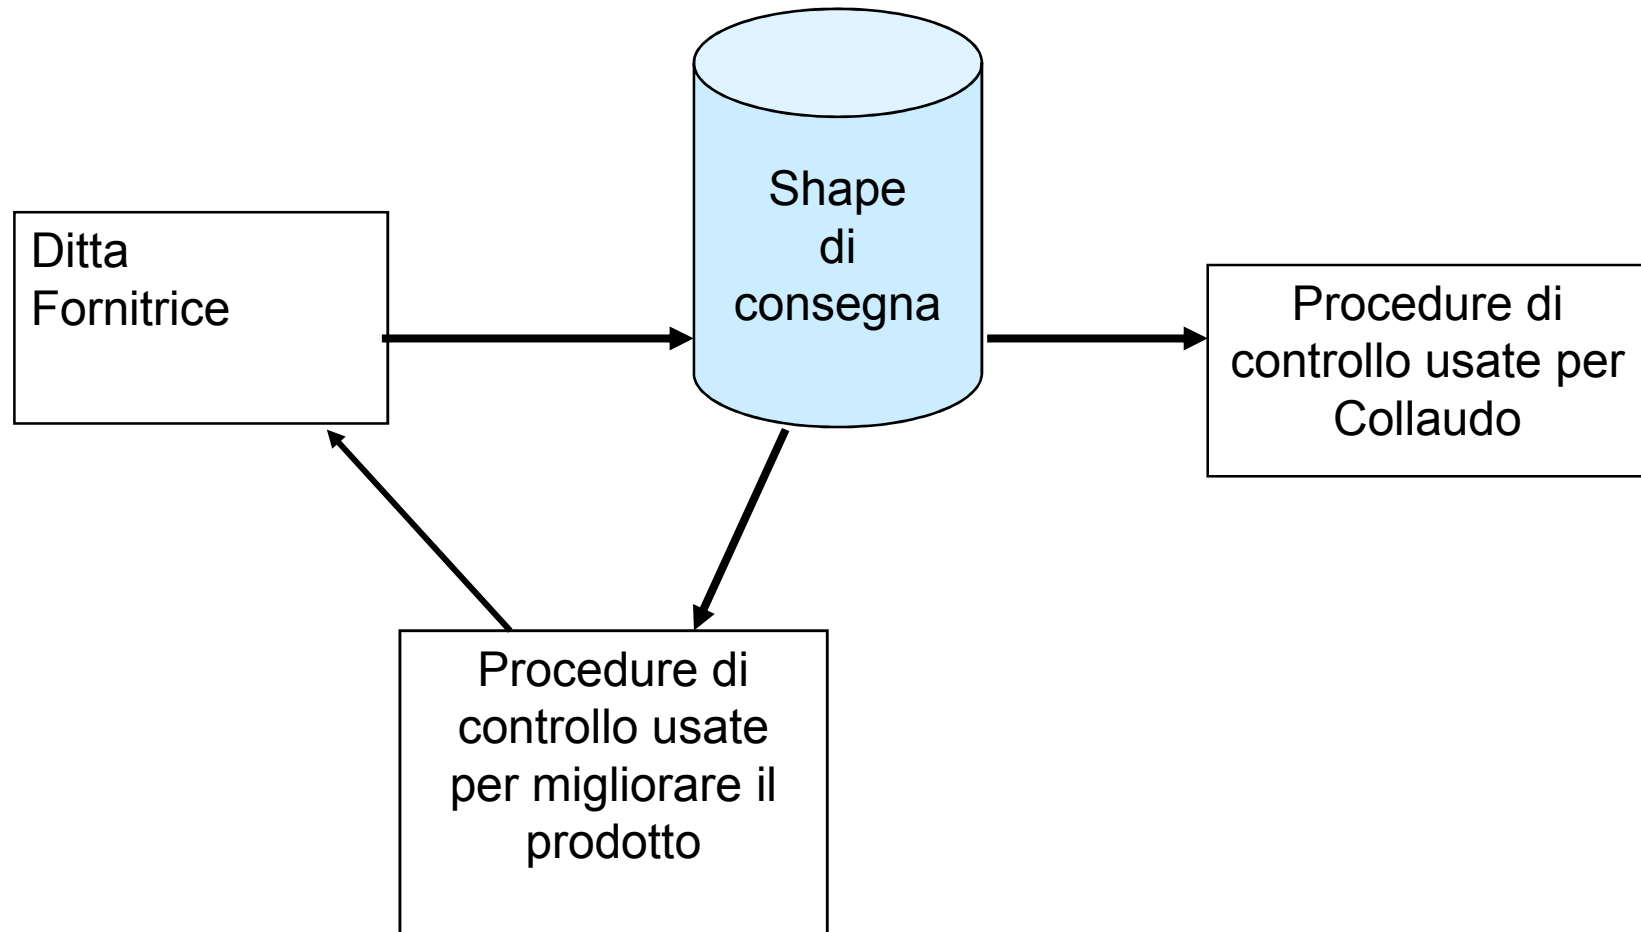 Ditta
Fornitrice
Shape
di
consegna
Procedure di
controllo usate per
Collaudo
Procedure di
controllo usate
per migliorare il
prodotto